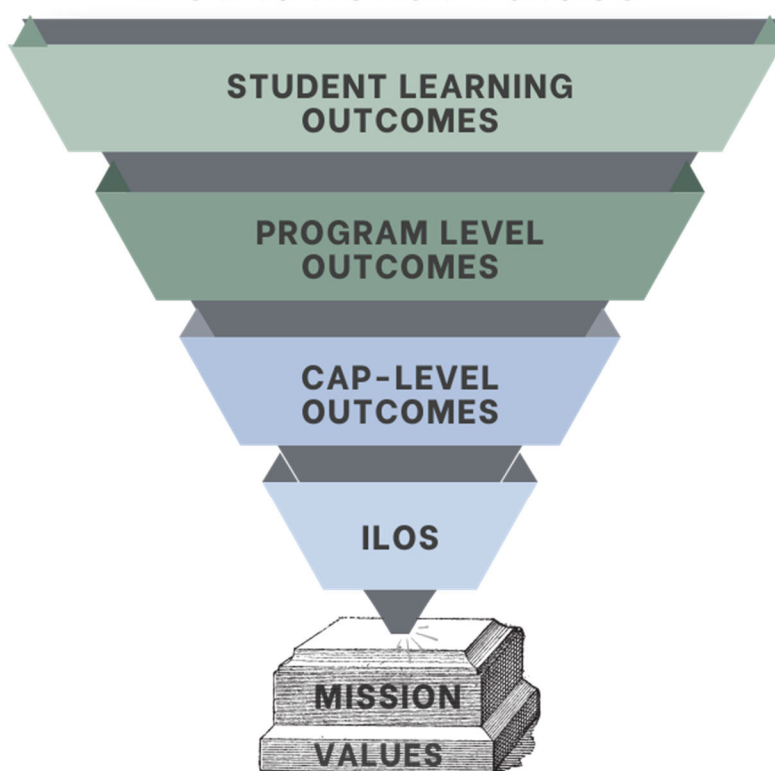 STUDENT LEARNING
OUTCOMES
PROGRAM LEVEL
OUTCOMES
CAP-LEVEL
OUTCOMES
ILOS
MISSION
VALUES